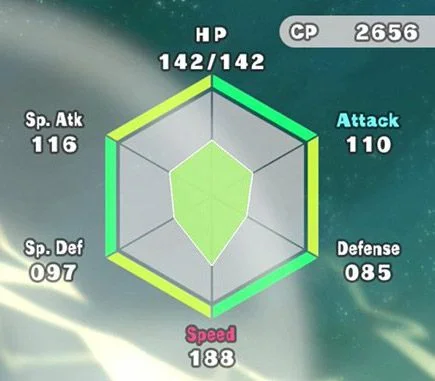 CP 2656
HP
142/142
Sp. Atk
116
Attack
110
Sp. Def
097
Defense
085
Speed
188